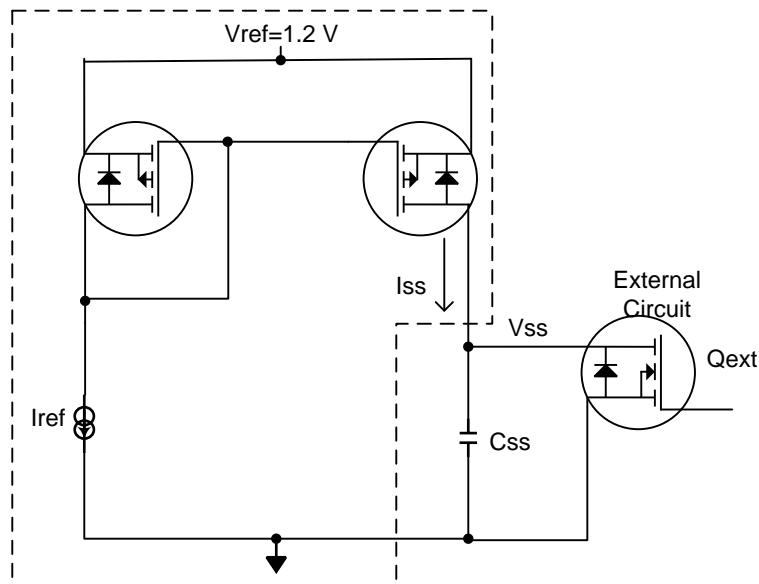 Vref=1.2 V
Iss
External
Circuit
Vss
Qext
Iref
Css